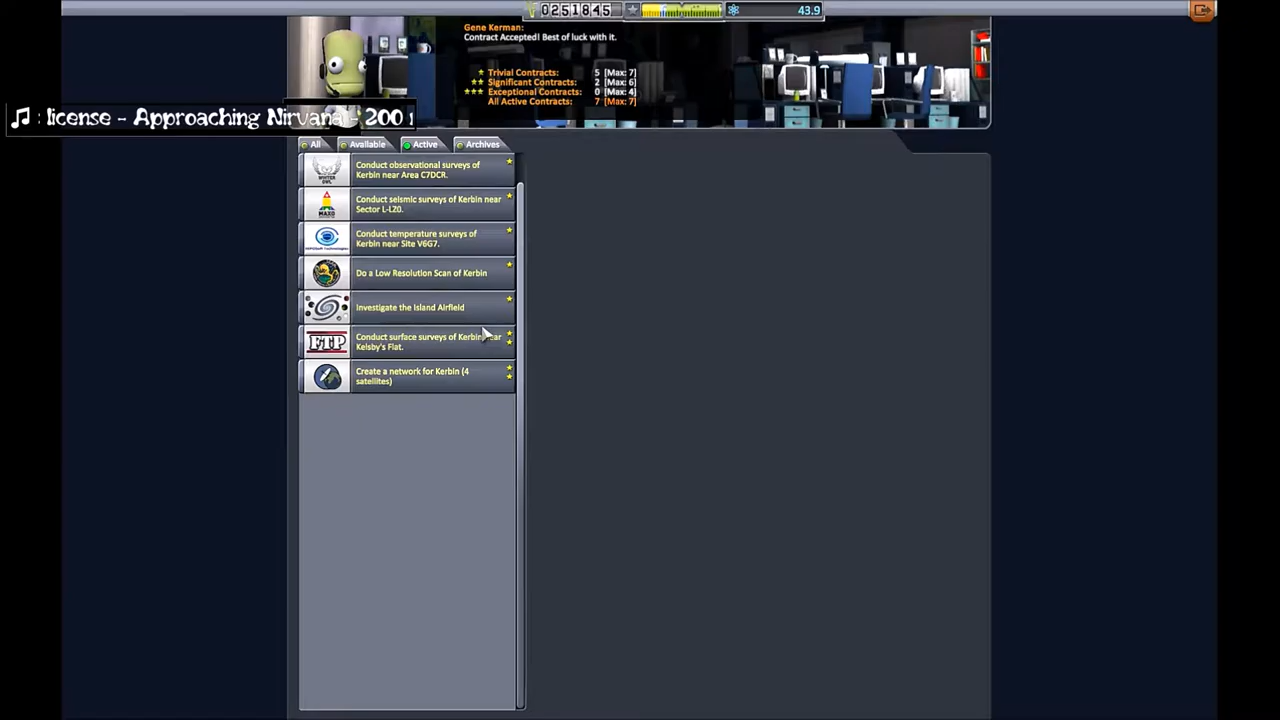 0251845
43.9
Gene Kerman:
Contract Accepted! Best of luck with it.
Trivial Contracts: 5 [Max: 7]
Significant Contracts: 2 [Max: 6]
Exceptional Contracts: 0 [Max: 4]
All Active Contracts: 7 [Max: 7]
: license - Approaching Nirvana - 200
All
Available
Active
Archives
WINTER OWL
Conduct observational surveys of
Kerbin near Area C7DCR.
MAXO
Conduct seismic surveys of Kerbin near
Sector L-LZ0.
Conduct temperature surveys of
Kerbin near Site V6G7.
Do a Low Resolution Scan of Kerbin
Investigate the Island Airfield
FTP
Conduct surface surveys of Kerbin near
Kelsby's Flat.
Create a network for Kerbin (4
satellites)